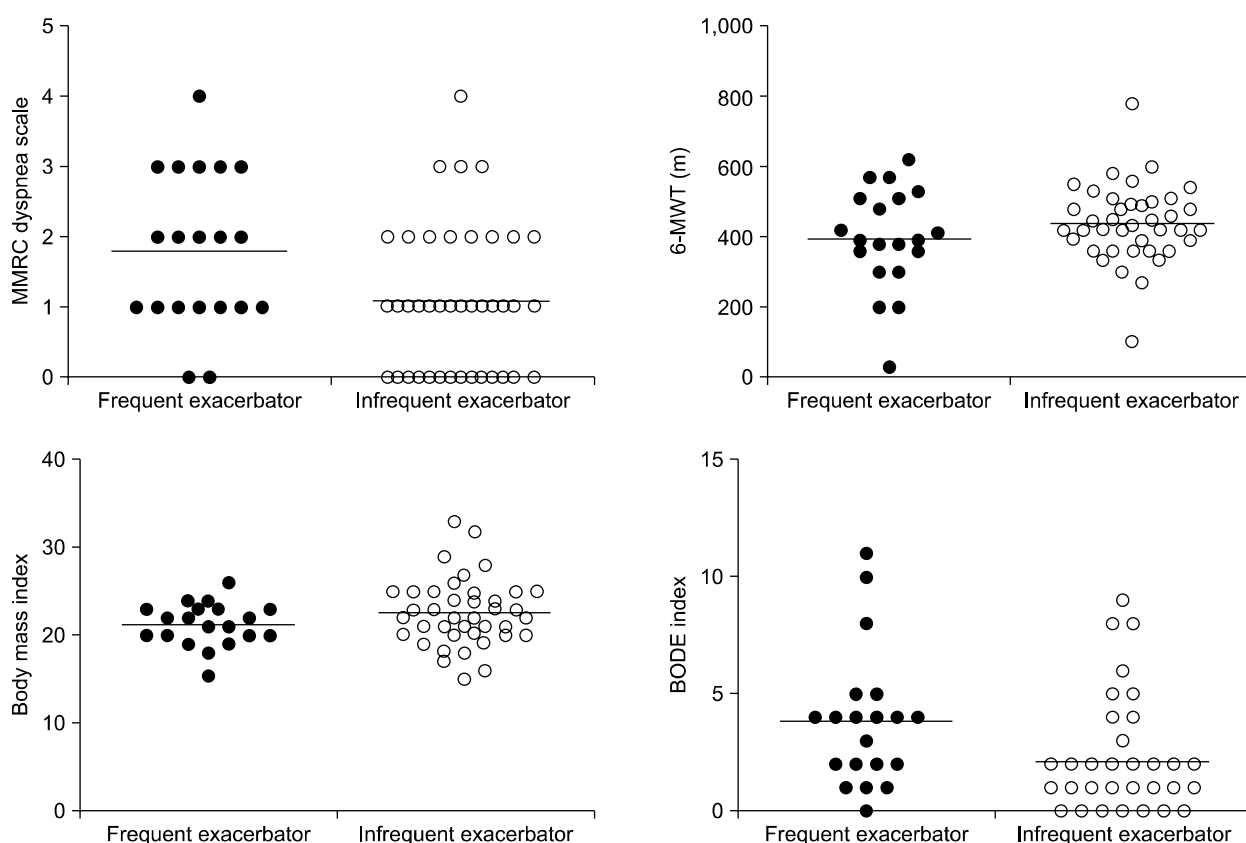 MMRC dyspnea scale
5
4
3
2
1
0
Frequent exacerbator
Infrequent exacerbator
6-MWT (m)
1,000
800
600
400
200
0
Frequent exacerbator
Infrequent exacerbator
Body mass index
40
30
20
10
0
Frequent exacerbator
Infrequent exacerbator
BODE index
15
10
5
0
Frequent exacerbator
Infrequent exacerbator